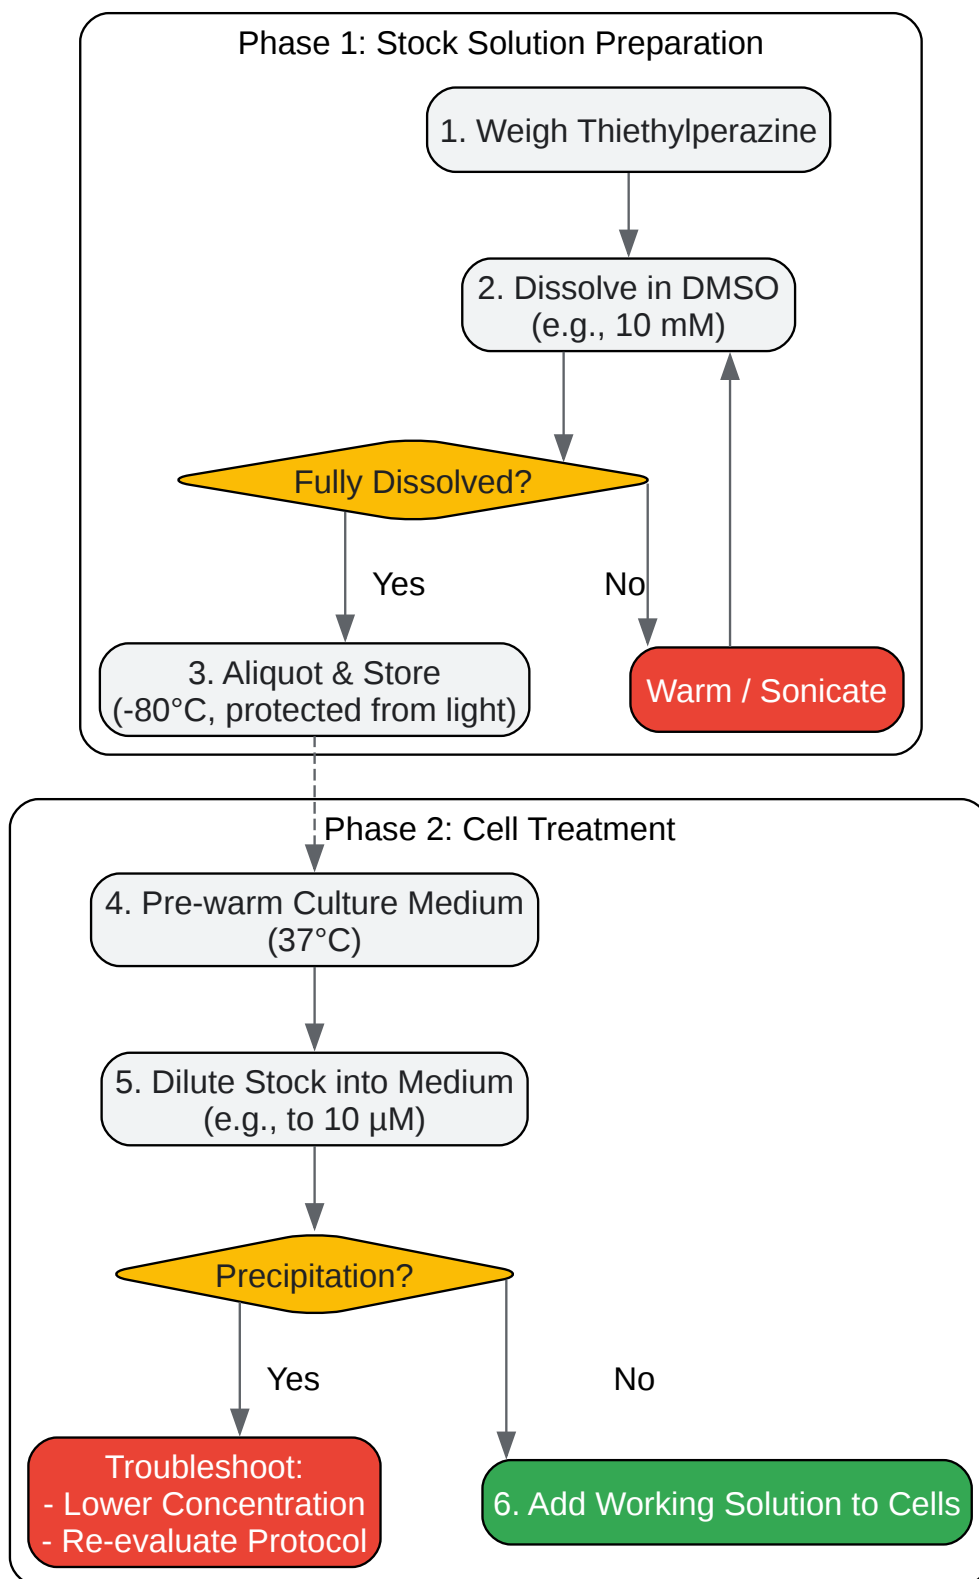 Phase 1: Stock Solution Preparation
1. Weigh Thiethylperazine
2. Dissolve in DMSO
(e.g., 10 mM)
Fully Dissolved?
Yes
No
3. Aliquot & Store
(-80°C, protected from light)
Warm / Sonicate
Phase 2: Cell Treatment
4. Pre-warm Culture Medium
(37°C)
5. Dilute Stock into Medium
(e.g., to 10 µM)
Precipitation?
Yes
No
Troubleshoot:
- Lower Concentration
- Re-evaluate Protocol
6. Add Working Solution to Cells